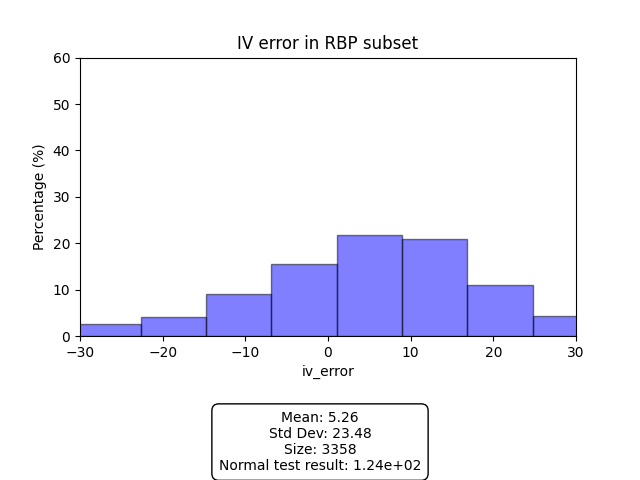 IV error in RBP subset
60
50
40
30
20
10
0
Percentage (%)
−30
−20
−10
0
10
20
30
iv_error
Mean: 5.26
Std Dev: 23.48
Size: 3358
Normal test result: 1.24e+02